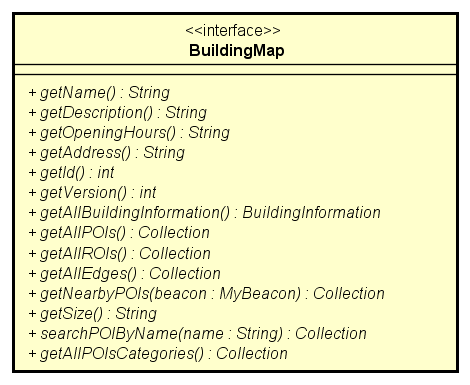 <<interface>>
BuildingMap
+ getName() : String
+ getDescription() : String
+ getOpeningHours() : String
+ getAddress() : String
+ getId() : int
+ getVersion() : int
+ getAllBuildingInformation() : BuildingInformation
+ getAllPOIs() : Collection
+ getAllROIs() : Collection
+ getAllEdges() : Collection
+ getNearbyPOIs(beacon : MyBeacon) : Collection
+ getSize() : String
+ searchPOIByName(name : String) : Collection
+ getAllPOIsCategories() : Collection